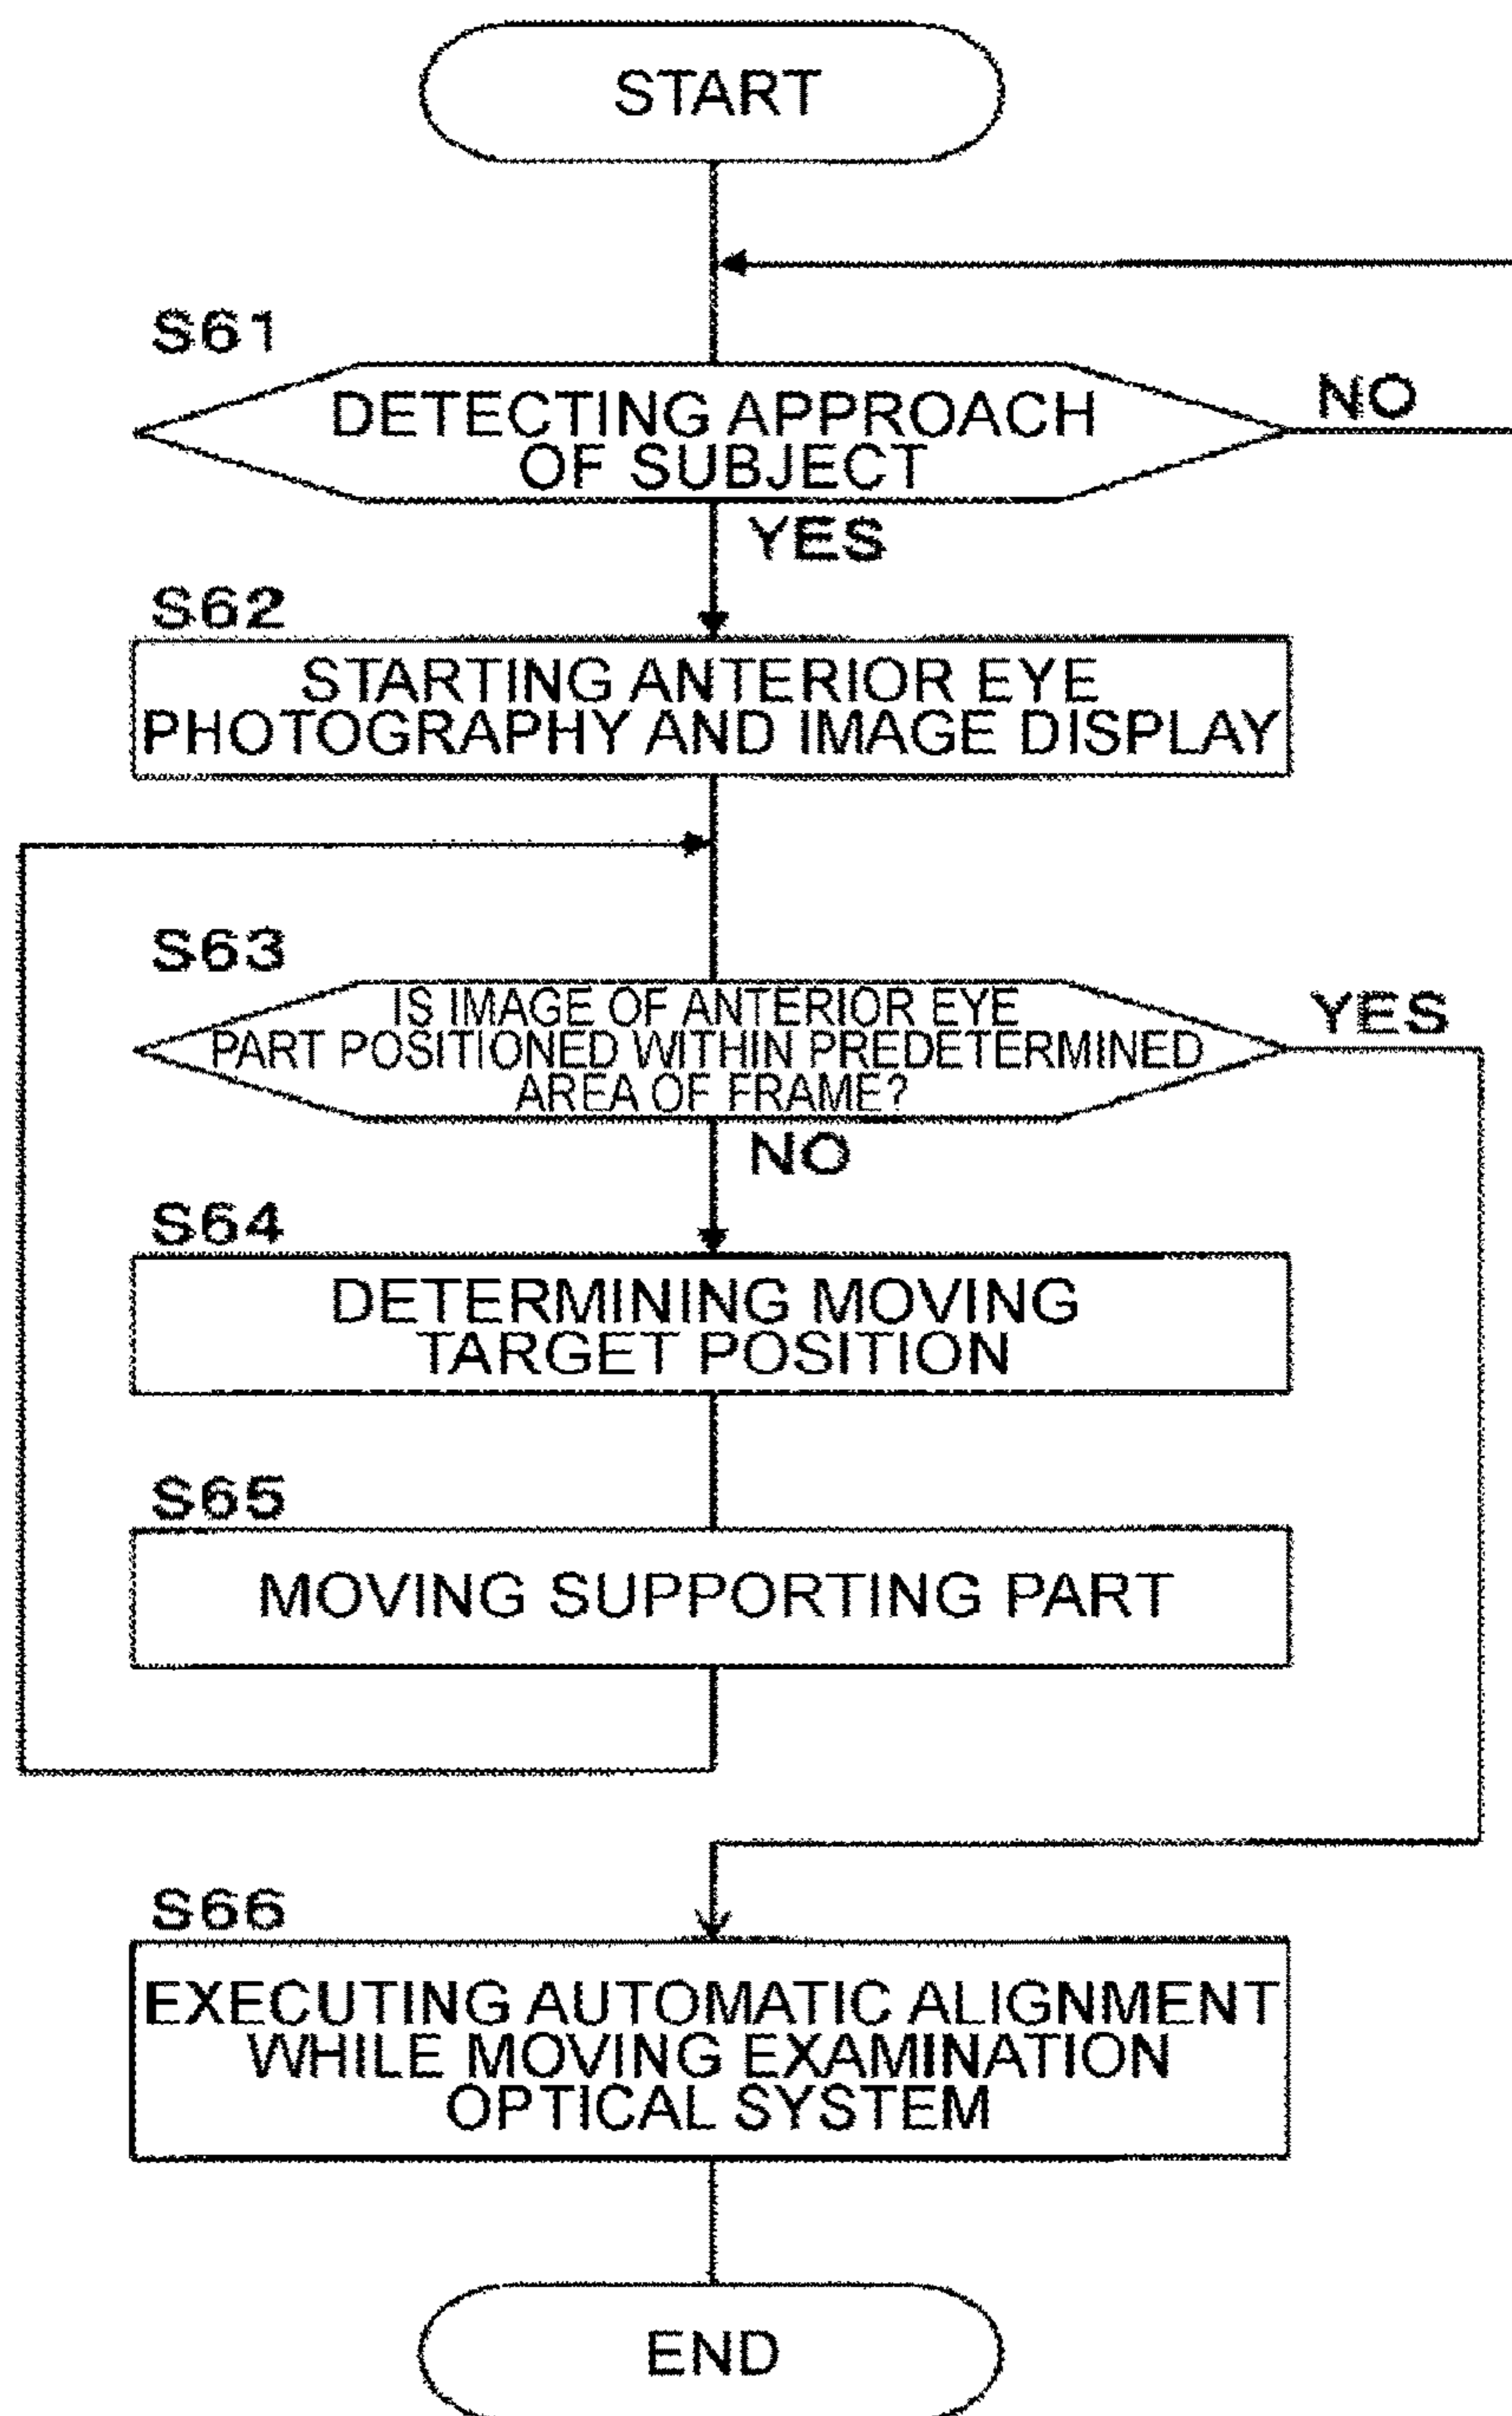 START
S61
DETECTING APPROACH
OF SUBJECT
NO
YES
S62
STARTING ANTERIOR EYE
PHOTOGRAPHY AND IMAGE DISPLAY
S63
IS IMAGE OF ANTERIOR EYE
PART POSITIONED WITHIN PREDETERMINED
AREA OF FRAME?
YES
NO
S64
DETERMINING MOVING
TARGET POSITION
S65
MOVING SUPPORTING PART
S66
EXECUTING AUTOMATIC ALIGNMENT
WHILE MOVING EXAMINATION
OPTICAL SYSTEM
END